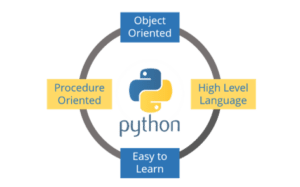 Object
Oriented
Procedure
Oriented
High Level
Language
python
Easy to
Learn